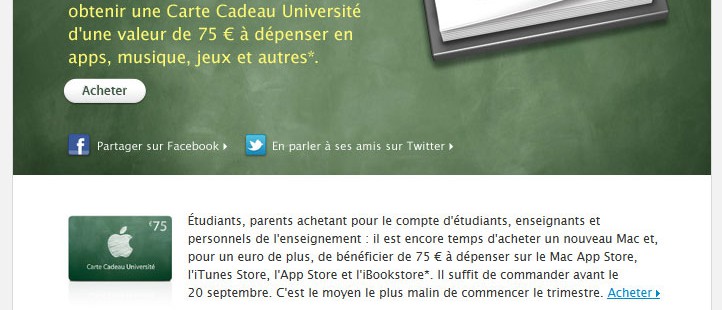 obtenir une Carte Cadeau Université
d'une valeur de 75 € à dépenser en
apps, musique, jeux et autres*.
Acheter
Partager sur Facebook
En parler à ses amis sur Twitter
€75
Carte Cadeau Université
Étudiants, parents achetant pour le compte d'étudiants, enseignants et
personnels de l'enseignement : il est encore temps d'acheter un nouveau Mac et,
pour un euro de plus, de bénéficier de 75 € à dépenser sur le Mac App Store,
l'iTunes Store, l'App Store et l'iBookstore*. Il suffit de commander avant le
20 septembre. C'est le moyen le plus malin de commencer le trimestre. Acheter